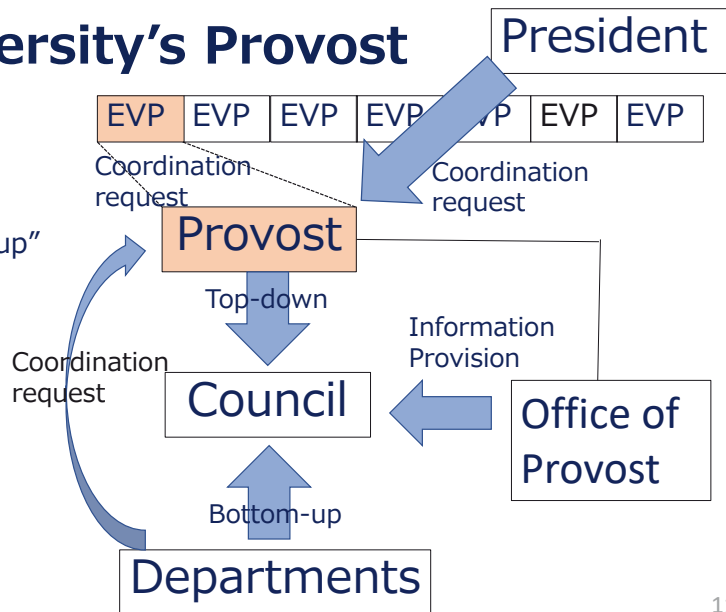 ersity's Provost
President
EVP EVP EVP EVP EVP EVP EVP
Coordination
request
Coordination
request
up"
Provost
Top-down
Information
Provision
Coordination
request
Council
Office of
Provost
Bottom-up
Departments
1